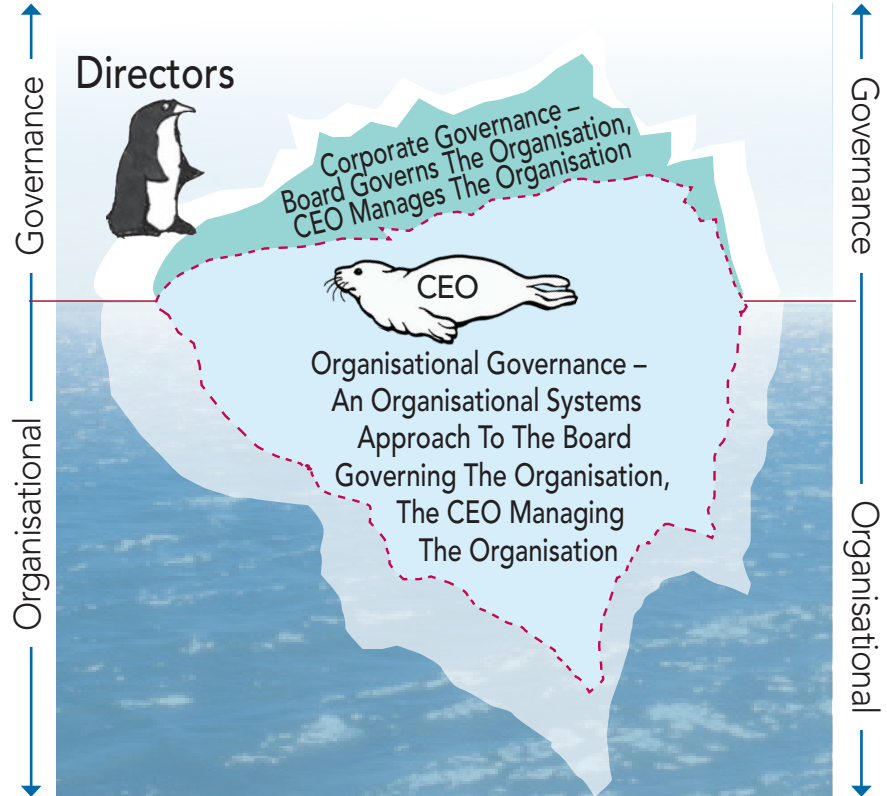 Directors
Governance
Governance
Corporate Governance –
Board Governs The Organisation,
CEO Manages The Organisation
CEO
Organisational Governance –
An Organisational Systems
Approach To The Board
Governing The Organisation,
The CEO Managing
The Organisation
Organisational
Organisational